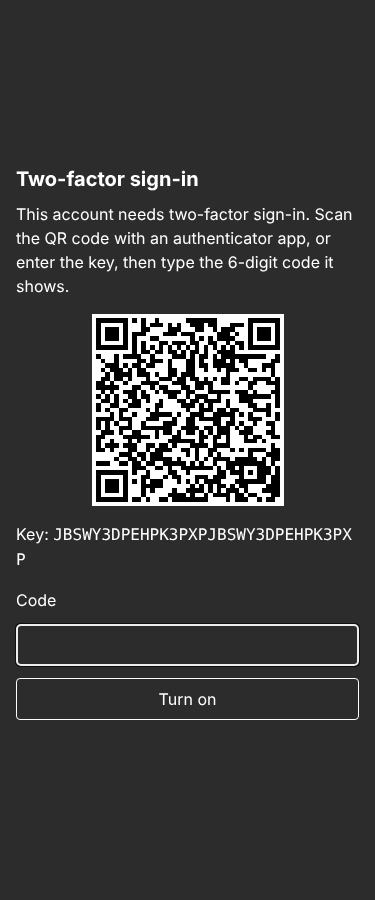 Two-factor sign-in
This account needs two-factor sign-in. Scan
the QR code with an authenticator app, or
enter the key, then type the 6-digit code it
shows.
Key: JBSWY3DPEHPK3PXPJBSWY3DPEHPK3PX
P
Code
Turn on